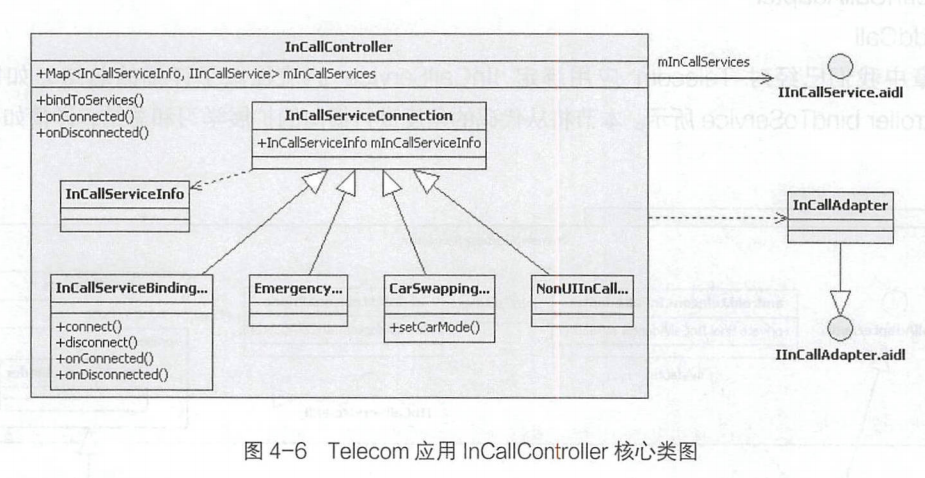 InCallController
+Map<InCallServiceInfo, IInCallService> mInCallServices
+bindToServices()
+onConnected()
+onDisconnected()
InCallServiceConnection
+InCallServiceInfo mInCallServiceInfo
InCallServiceInfo
InCallServiceBinding...
+connect()
+disconnect()
+onConnected()
+onDisconnected()
Emergency...
CarSwapping...
+setCarMode()
NonUIInCall...
mInCallServices
IInCallService.aidl
InCallAdapter
IInCallAdapter.aidl
图 4-6 Telecom 应用 InCallController 核心类图